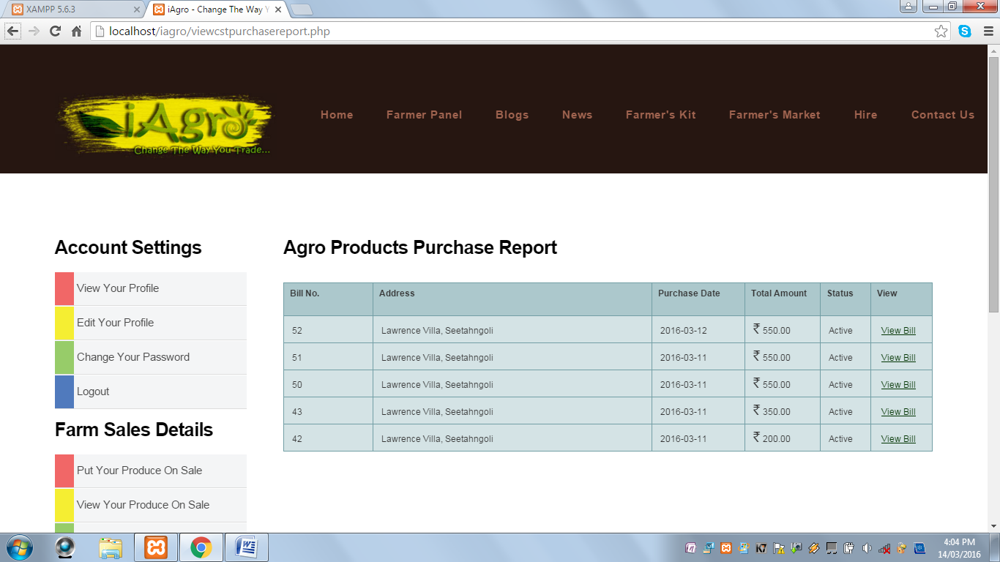 XAMPP 5.6.3
iAgro - Change The Way Y
localhost/iagro/viewcstpurchasereport.php
iAgro
Change The Way You Trade...
Home Farmer Panel Blogs News Farmer's Kit Farmer's Market Hire Contact Us
Account Settings
View Your Profile
Edit Your Profile
Change Your Password
Logout
Farm Sales Details
Put Your Produce On Sale
View Your Produce On Sale
Agro Products Purchase Report
Bill No. Address Purchase Date Total Amount Status View
52 Lawrence Villa, Seetahngoli 2016-03-12 ₹ 550.00 Active View Bill
51 Lawrence Villa, Seetahngoli 2016-03-11 ₹ 550.00 Active View Bill
50 Lawrence Villa, Seetahngoli 2016-03-11 ₹ 550.00 Active View Bill
43 Lawrence Villa, Seetahngoli 2016-03-11 ₹ 350.00 Active View Bill
42 Lawrence Villa, Seetahngoli 2016-03-11 ₹ 200.00 Active View Bill
K7
4:04 PM
14/03/2016